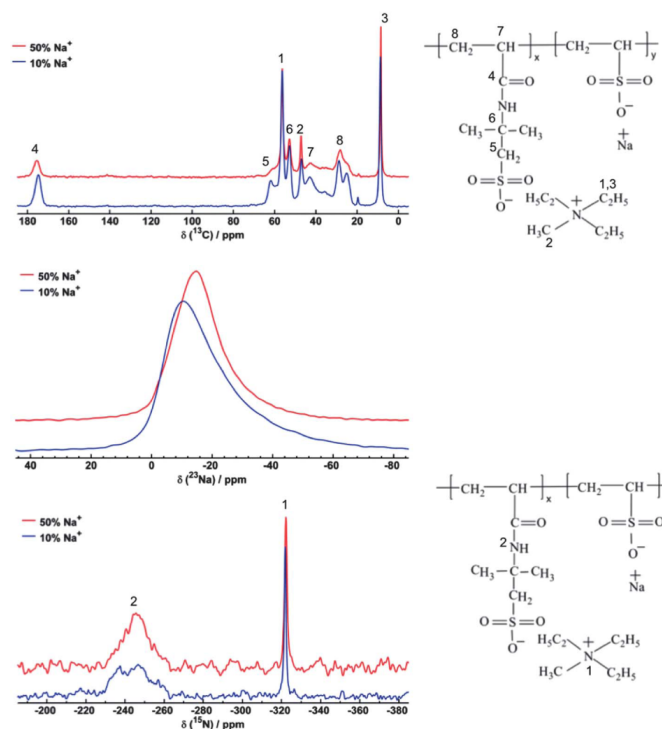 50% Na+
10% Na+
1
3
6
2
8
4
5
7
180 160 140 120 100 80 60 40 20 0
δ (13C) / ppm
8 7
CH2 CH x CH2 CH y
4 C=O O=S=O
NH O−
6 + Na
CH3 C CH3
5 CH2
O=S=O
O−
H5C2 + C2H5 1,3
N
H3C C2H5
2
50% Na+
10% Na+
40 20 0 -20 -40 -60 -80
δ (23Na) / ppm
50% Na+
10% Na+
1
2
-200 -220 -240 -260 -280 -300 -320 -340 -360 -380
δ (15N) / ppm
CH2 CH x CH2 CH
C=O O=S=O
2 NH O−
CH3 C CH3 + Na
CH2
O=S=O
O−
H5C2 + C2H5
N
H3C 1 C2H5